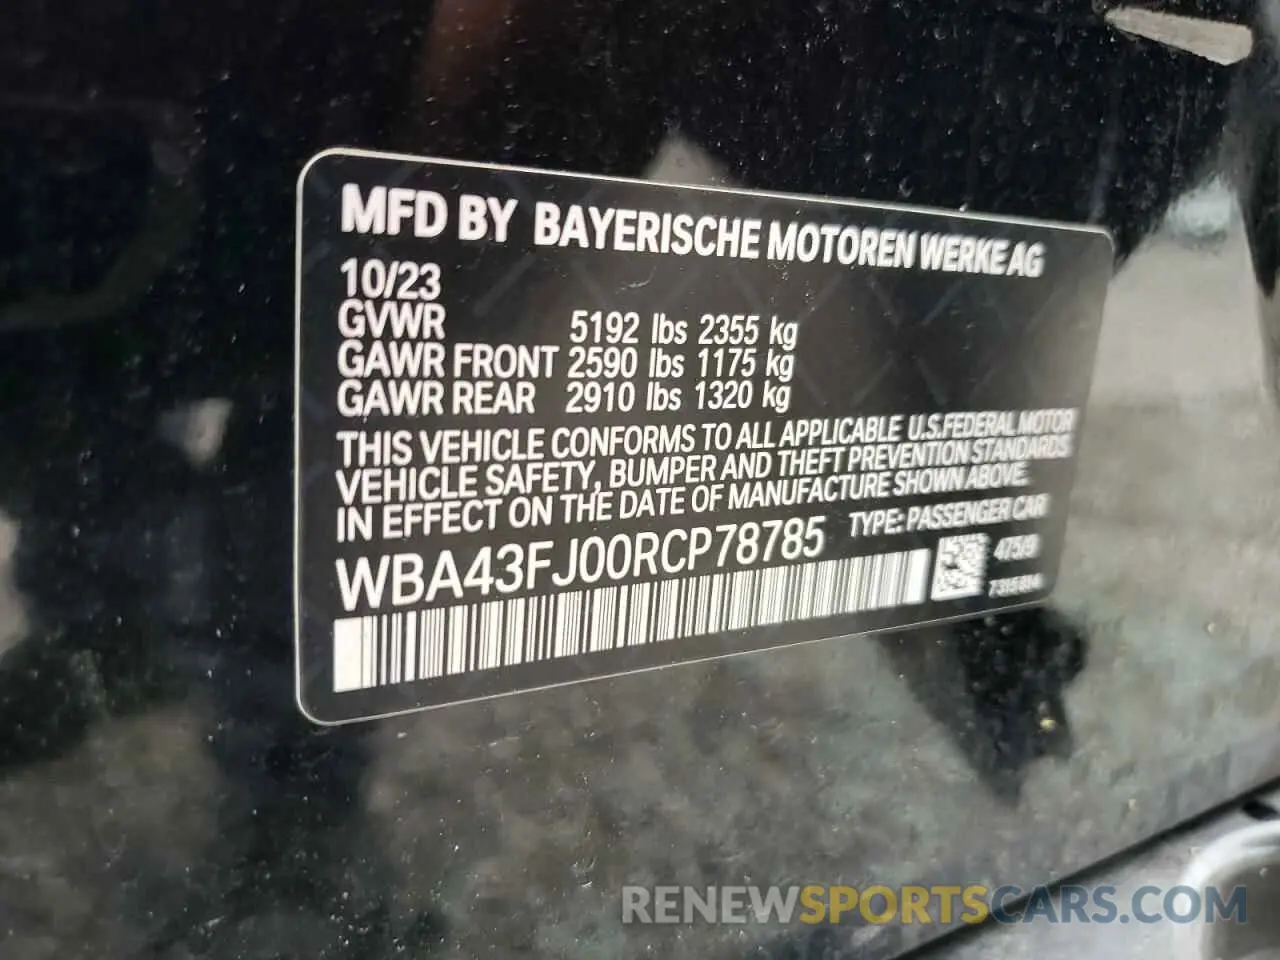 MFD BY BAYERISCHE MOTOREN WERKE AG
10/23
GVWR 5192 lbs 2355 kg
GAWR FRONT 2590 lbs 1175 kg
GAWR REAR 2910 lbs 1320 kg
THIS VEHICLE CONFORMS TO ALL APPLICABLE U.S.FEDERAL MOTOR
VEHICLE SAFETY, BUMPER AND THEFT PREVENTION STANDARDS
IN EFFECT ON THE DATE OF MANUFACTURE SHOWN ABOVE.
WBA43FJ00RCP78785 TYPE: PASSENGER CAR
RENEWSPORTSCARS.COM